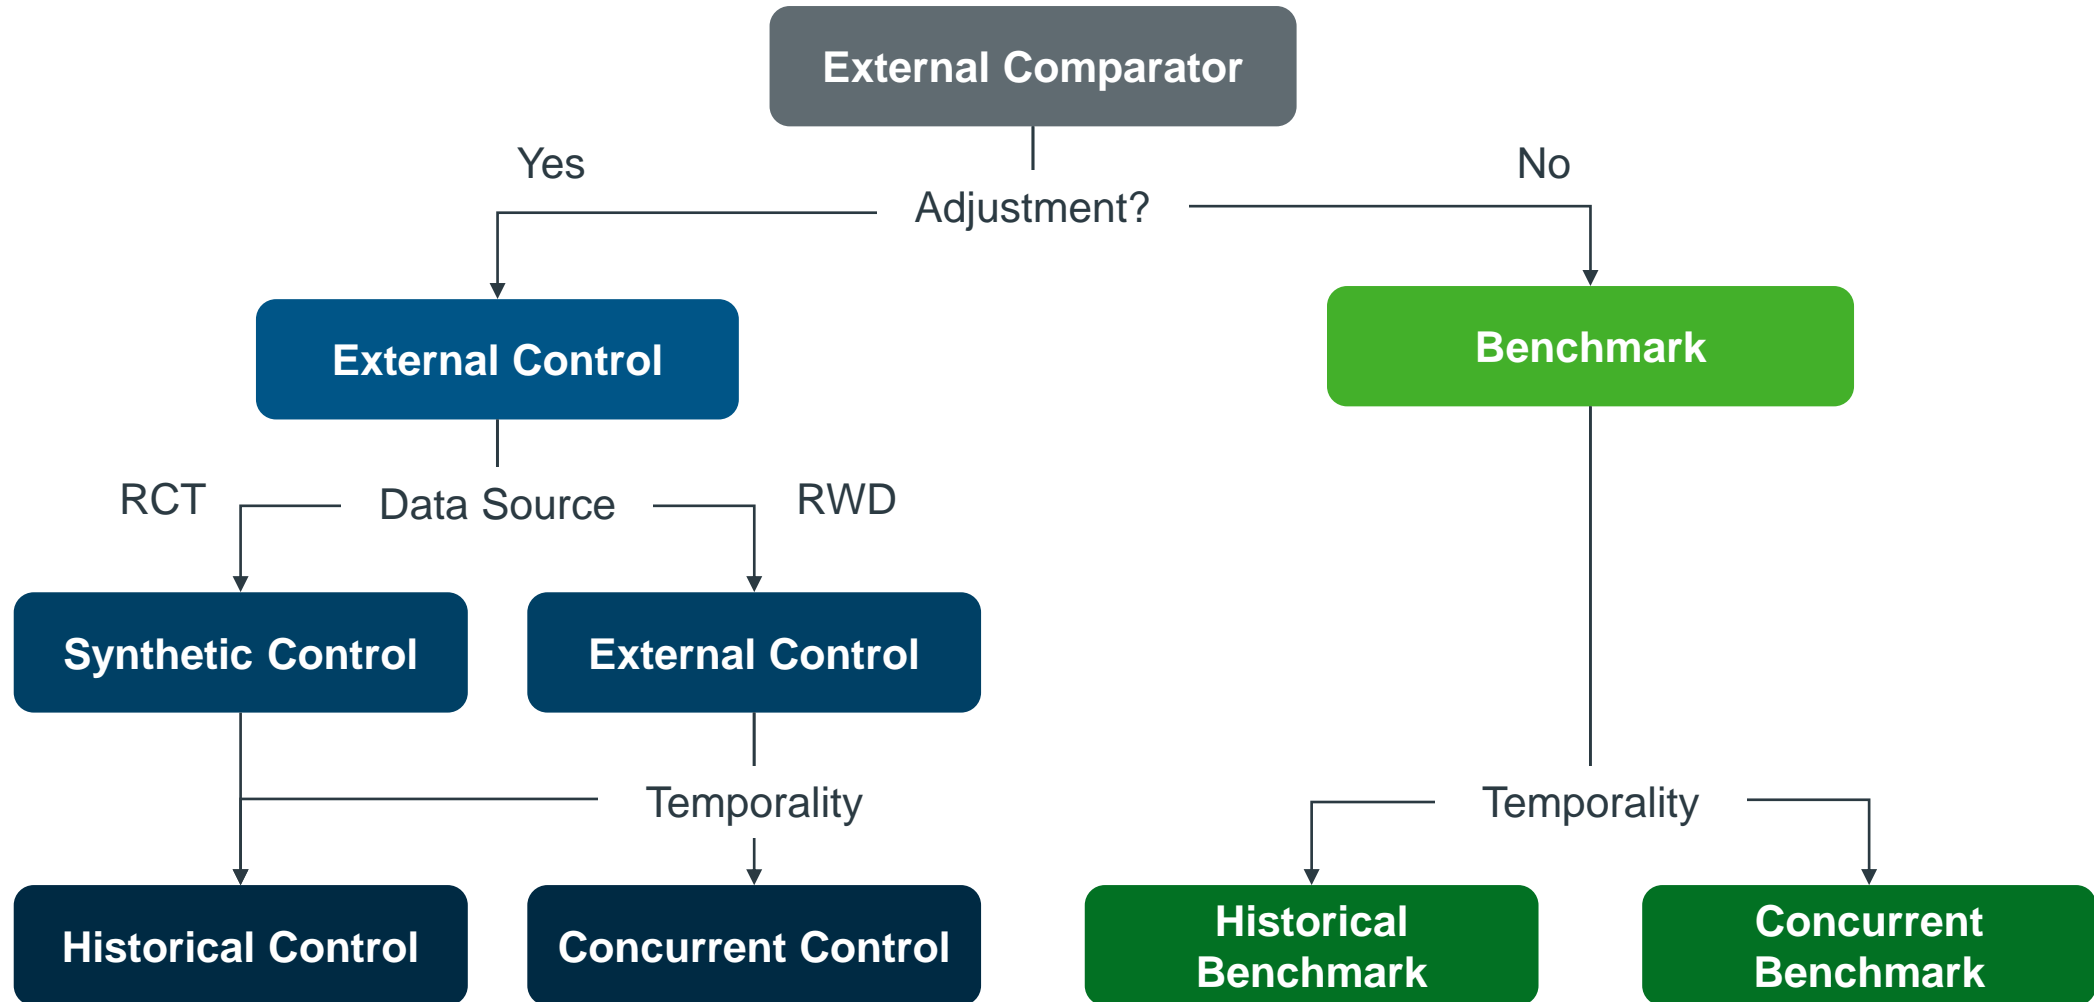 External Comparator
Yes
No
Adjustment?
External Control
Benchmark
RCT
Data Source
RWD
Synthetic Control
External Control
Temporality
Temporality
Historical Control
Concurrent Control
Historical
Benchmark
Concurrent
Benchmark